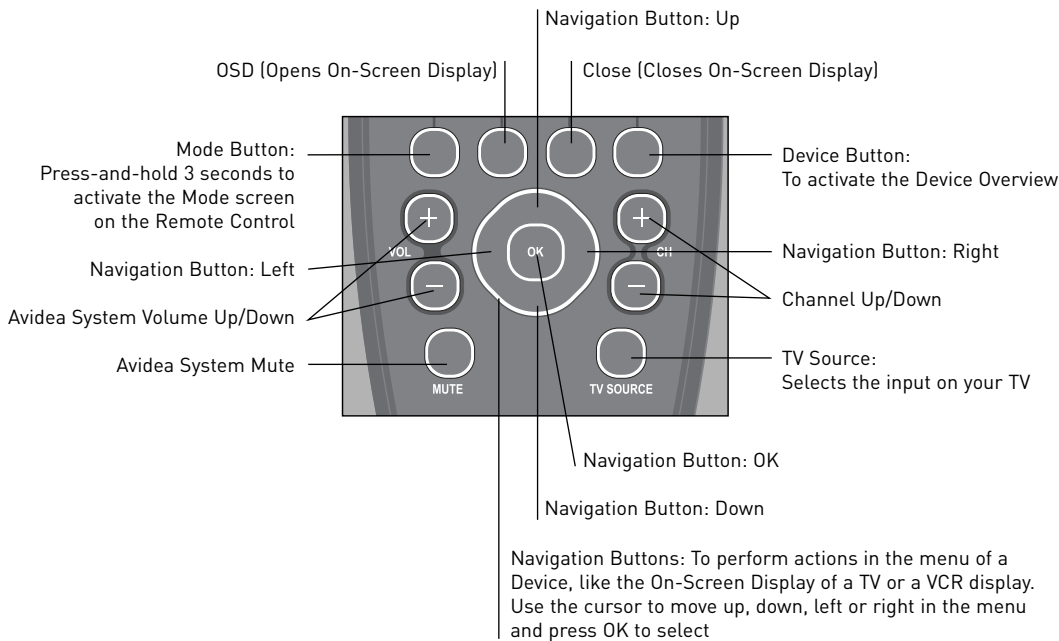 Navigation Button: Up
OSD (Opens On-Screen Display)
Close (Closes On-Screen Display)
Mode Button:
Press-and-hold 3 seconds to
activate the Mode screen
on the Remote Control
Device Button:
To activate the Device Overview
+
+
VOL
OK
CH
Navigation Button: Left
Navigation Button: Right
−
−
Avidea System Volume Up/Down
Channel Up/Down
Avidea System Mute
TV Source:
Selects the input on your TV
MUTE
TV SOURCE
Navigation Button: OK
Navigation Button: Down
Navigation Buttons: To perform actions in the menu of a
Device, like the On-Screen Display of a TV or a VCR display.
Use the cursor to move up, down, left or right in the menu
and press OK to select